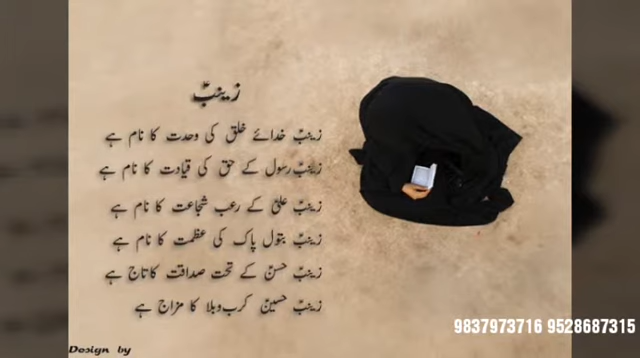 زینبؑ
زینبؑ خدائے خلق کی وحدت کا نام ہے
زینبؑ رسول کے حق کی قیادت کا نام ہے
زینبؑ علیؑ کے رعب شجاعت کا نام ہے
زینبؑ بتول پاک کی عظمت کا نام ہے
زینبؑ حسنؑ کے تحت صداقت کا تاج ہے
زینبؑ حسینؑ کرب و بلا کا مزاج ہے
Design by
9837973716 9528687315